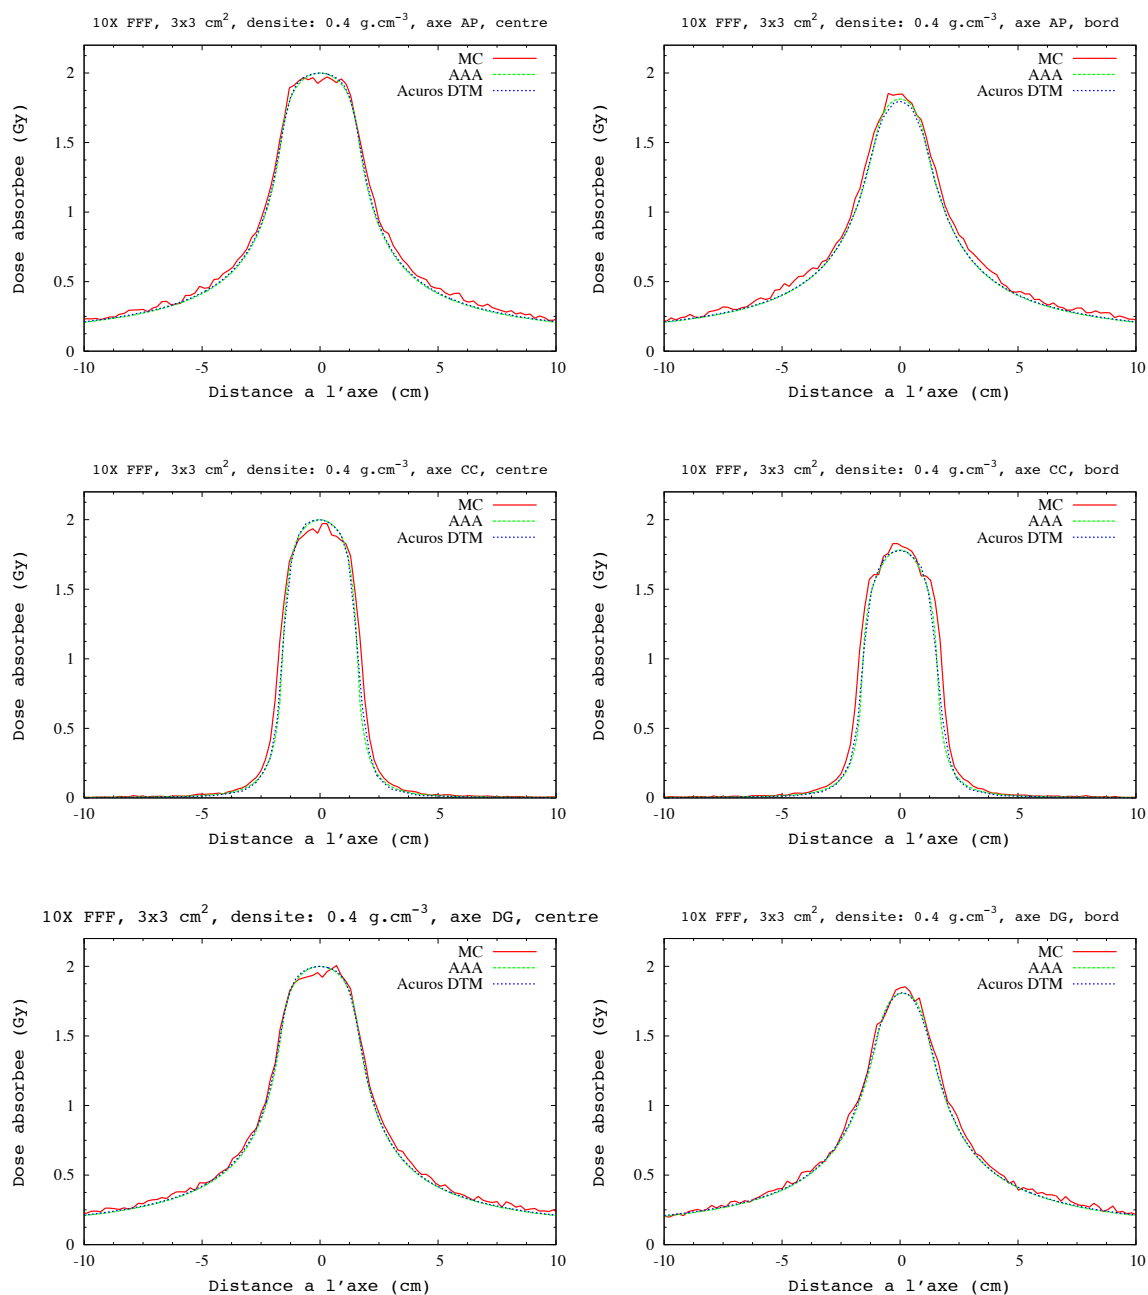 10X FFF, 3x3 cm², densite: 0.4 g.cm⁻³, axe AP, centre
MC
AAA
Acuros DTM
Dose absorbee (Gy)
2
1.5
1
0.5
0
-10 -5 0 5 10
Distance a l'axe (cm)
10X FFF, 3x3 cm², densite: 0.4 g.cm⁻³, axe AP, bord
MC
AAA
Acuros DTM
Dose absorbee (Gy)
2
1.5
1
0.5
0
-10 -5 0 5 10
Distance a l'axe (cm)
10X FFF, 3x3 cm², densite: 0.4 g.cm⁻³, axe CC, centre
MC
AAA
Acuros DTM
Dose absorbee (Gy)
2
1.5
1
0.5
0
-10 -5 0 5 10
Distance a l'axe (cm)
10X FFF, 3x3 cm², densite: 0.4 g.cm⁻³, axe CC, bord
MC
AAA
Acuros DTM
Dose absorbee (Gy)
2
1.5
1
0.5
0
-10 -5 0 5 10
Distance a l'axe (cm)
10X FFF, 3x3 cm², densite: 0.4 g.cm⁻³, axe DG, centre
MC
AAA
Acuros DTM
Dose absorbee (Gy)
2
1.5
1
0.5
0
-10 -5 0 5 10
Distance a l'axe (cm)
10X FFF, 3x3 cm², densite: 0.4 g.cm⁻³, axe DG, bord
MC
AAA
Acuros DTM
Dose absorbee (Gy)
2
1.5
1
0.5
0
-10 -5 0 5 10
Distance a l'axe (cm)